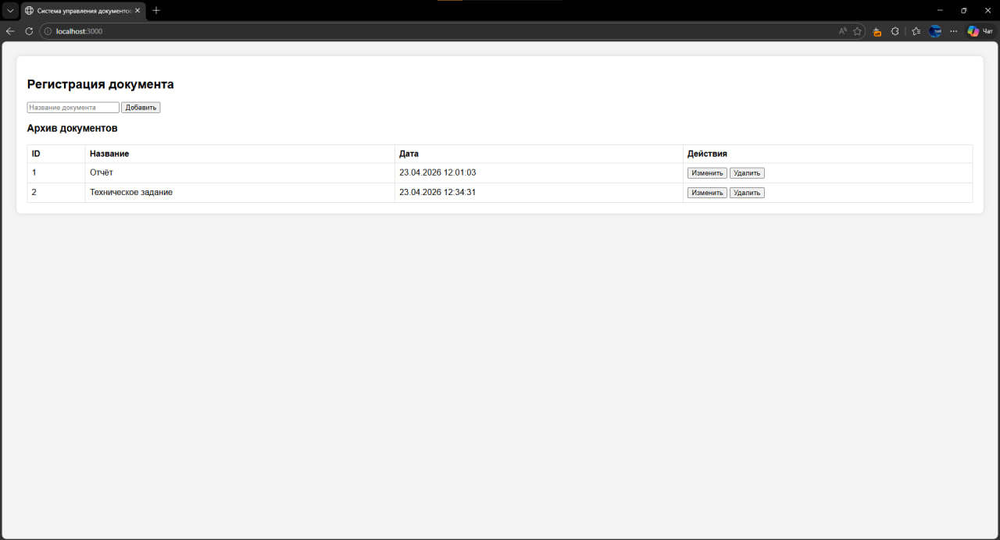 Система управления документо
localhost:3000
Чат
Регистрация документа
Название документа Добавить
Архив документов
ID Название Дата Действия
1 Отчёт 23.04.2026 12:01:03 Изменить Удалить
2 Техническое задание 23.04.2026 12:34:31 Изменить Удалить